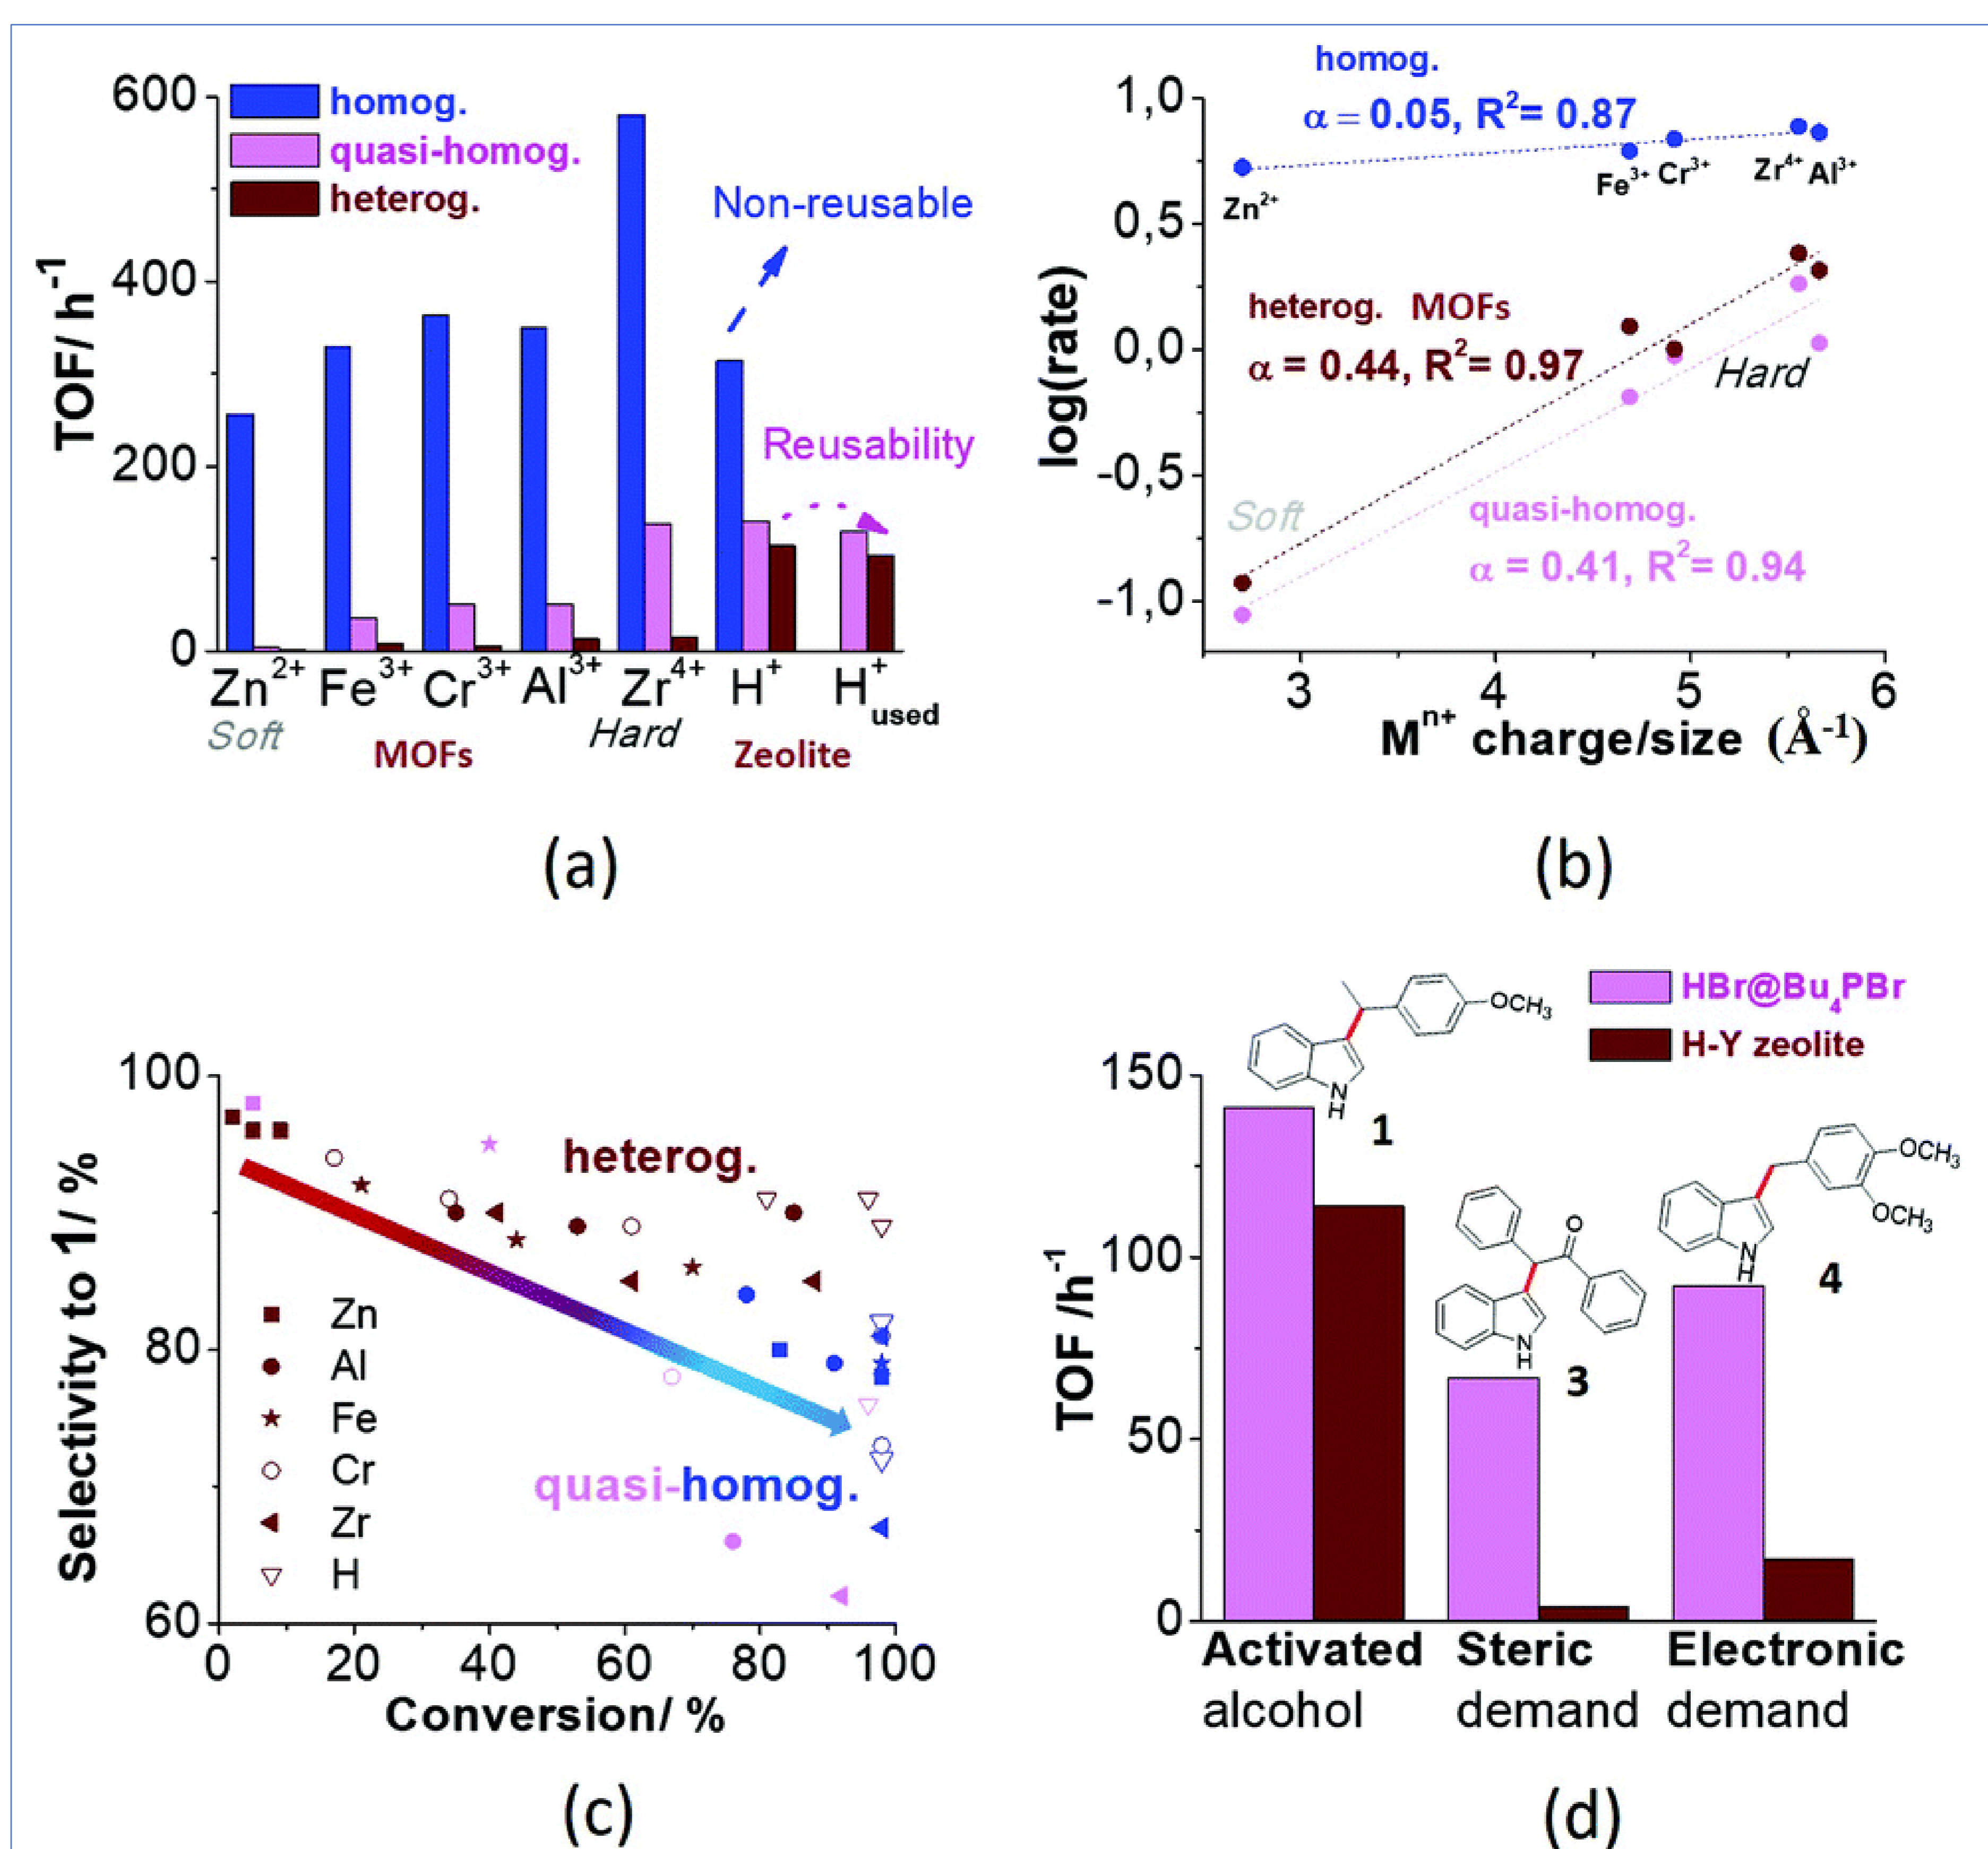 600
400
200
0
TOF/ h⁻¹
homog.
quasi-homog.
heterog.
Non-reusable
Reusability
Zn²⁺ Fe³⁺ Cr³⁺ Al³⁺ Zr⁴⁺ H⁺ H⁺used
Soft Hard
MOFs Zeolite
(a)
1,0
0,5
0,0
-0,5
-1,0
log(rate)
homog.
α = 0.05, R²= 0.87
Zn²⁺ Fe³⁺ Cr³⁺ Zr⁴⁺ Al³⁺
heterog. MOFs
α = 0.44, R²= 0.97
Hard
Soft
quasi-homog.
α = 0.41, R²= 0.94
3 4 5 6
Mⁿ⁺ charge/size (Å⁻¹)
(b)
100
80
60
Selectivity to 1/ %
heterog.
Zn
Al
Fe
Cr
Zr
H
quasi-homog.
0 20 40 60 80 100
Conversion/ %
(c)
HBr@Bu₄PBr
H-Y zeolite
150
100
50
0
TOF /h⁻¹
OCH₃
N
H
1
O
N
H
3
OCH₃
OCH₃
N
H
4
Activated Steric Electronic
alcohol demand demand
(d)